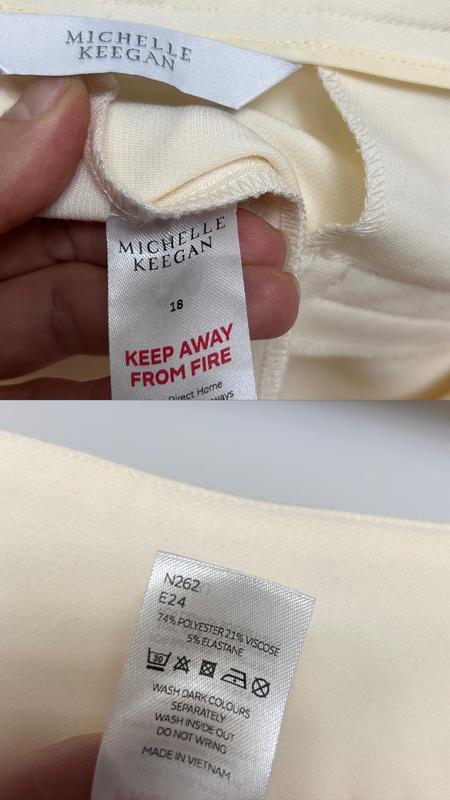 MICHELLE
KEEGAN
MICHELLE
KEEGAN
18
KEEP AWAY
FROM FIRE
Direct Home
ways
N262
E24
74% POLYESTER 21% VISCOSE
5% ELASTANE
30
WASH DARK COLOURS
SEPARATELY
WASH INSIDE OUT
DO NOT WRING
MADE IN VIETNAM